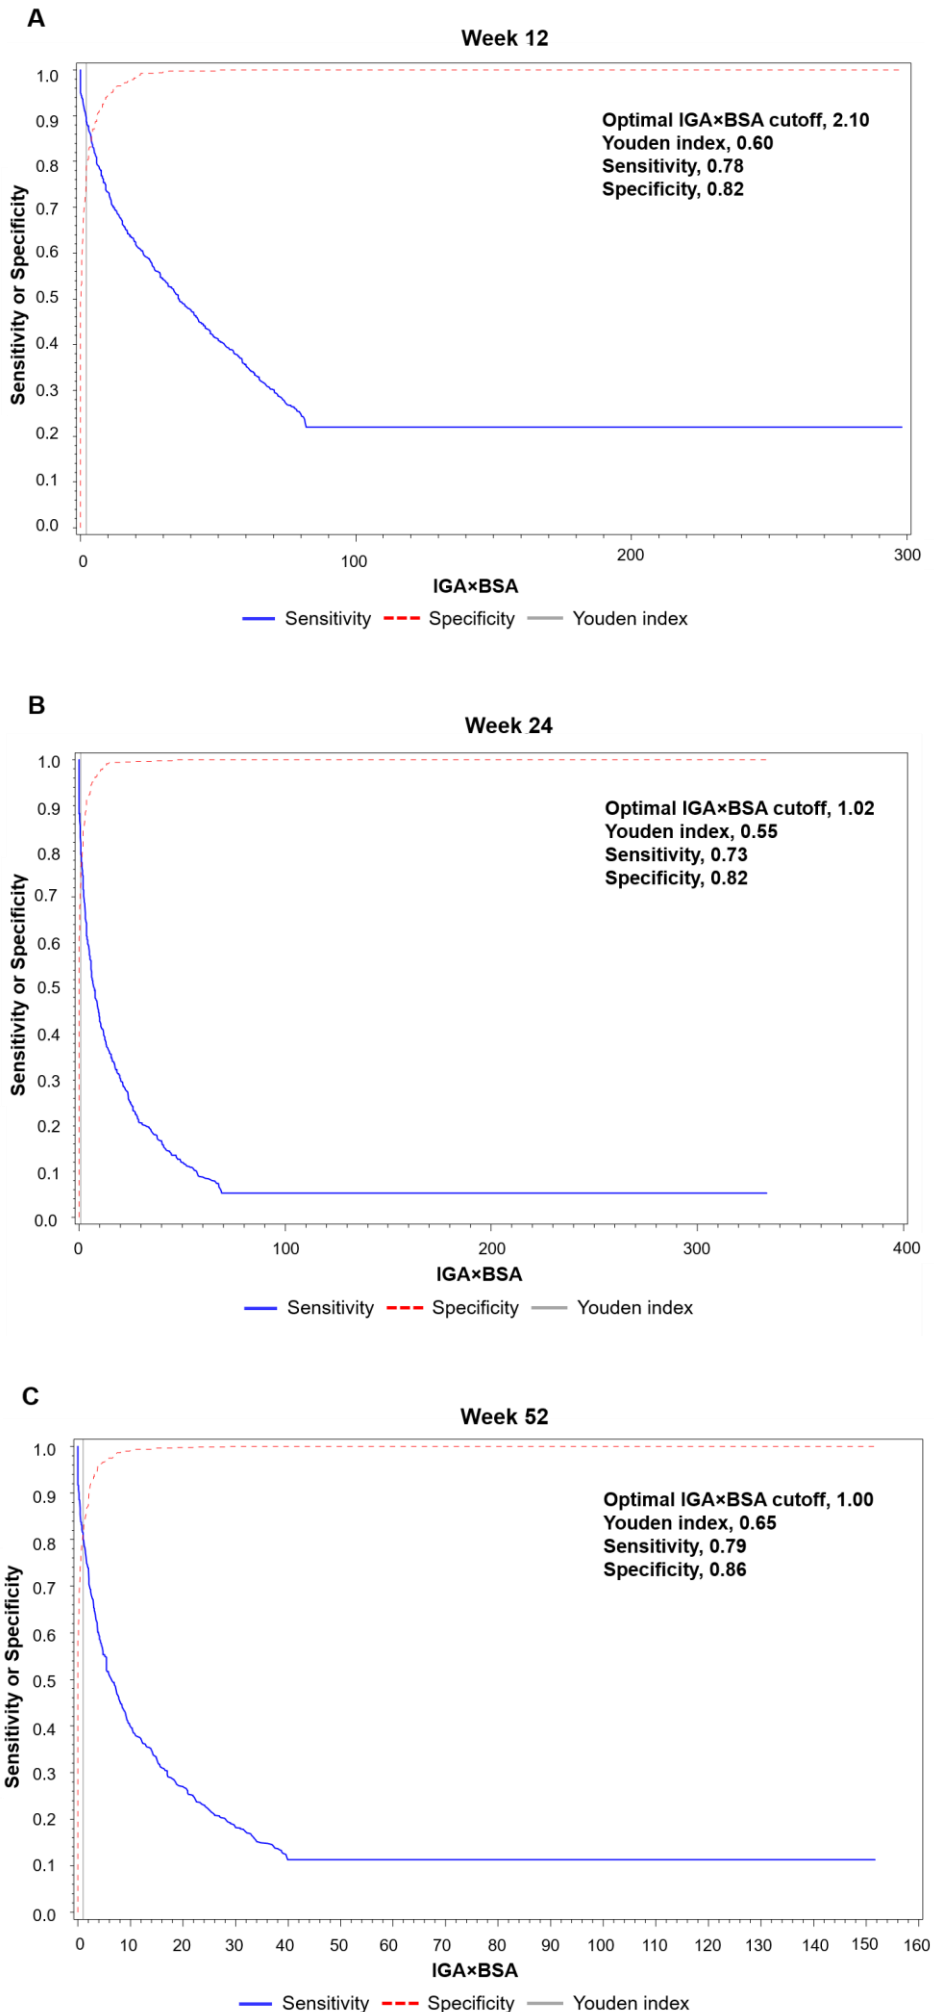 A
Week 12
Optimal IGA×BSA cutoff, 2.10
Youden index, 0.60
Sensitivity, 0.78
Specificity, 0.82
Sensitivity or Specificity
1.0
0.9
0.8
0.7
0.6
0.5
0.4
0.3
0.2
0.1
0.0
0 100 200 300
IGA×BSA
Sensitivity Specificity Youden index
B
Week 24
Optimal IGA×BSA cutoff, 1.02
Youden index, 0.55
Sensitivity, 0.73
Specificity, 0.82
Sensitivity or Specificity
1.0
0.9
0.8
0.7
0.6
0.5
0.4
0.3
0.2
0.1
0.0
0 100 200 300 400
IGA×BSA
Sensitivity Specificity Youden index
C
Week 52
Optimal IGA×BSA cutoff, 1.00
Youden index, 0.65
Sensitivity, 0.79
Specificity, 0.86
Sensitivity or Specificity
1.0
0.9
0.8
0.7
0.6
0.5
0.4
0.3
0.2
0.1
0.0
0 10 20 30 40 50 60 70 80 90 100 110 120 130 140 150 160
IGA×BSA
Sensitivity Specificity Youden index